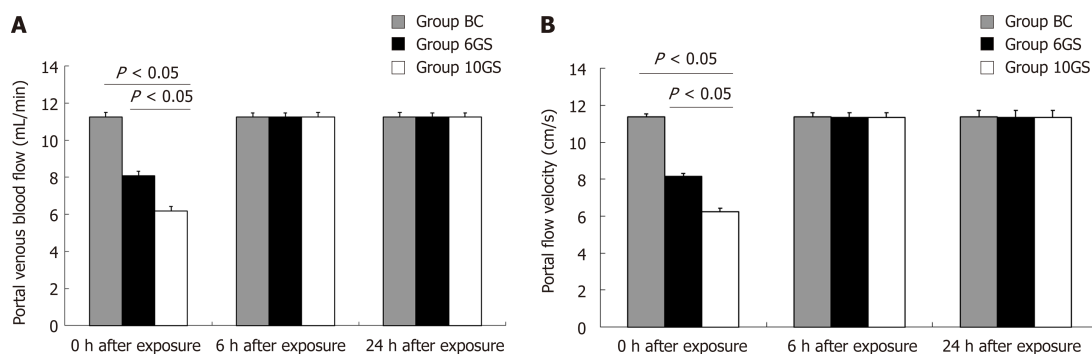 A
Group BC
Group 6GS
Group 10GS
Portal venous blood flow (mL/min)
14
12
10
8
6
4
2
0
P < 0.05
P < 0.05
0 h after exposure
6 h after exposure
24 h after exposure
B
Group BC
Group 6GS
Group 10GS
Portal flow velocity (cm/s)
14
12
10
8
6
4
2
0
P < 0.05
P < 0.05
0 h after exposure
6 h after exposure
24 h after exposure